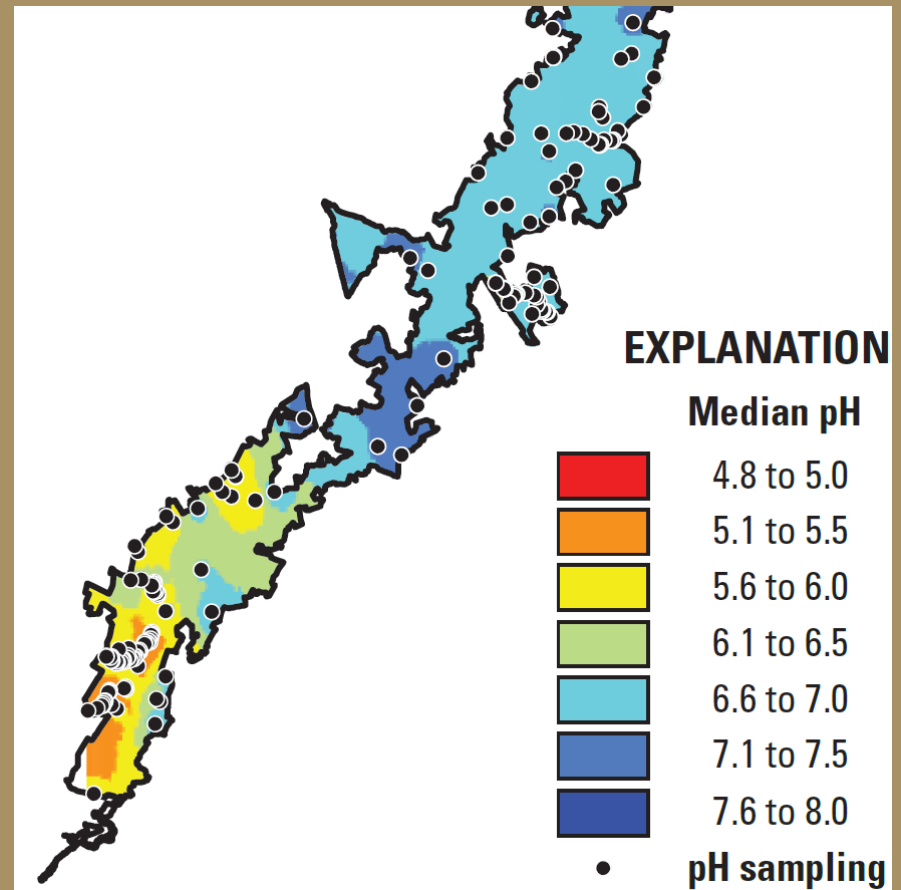 EXPLANATION
Median pH
4.8 to 5.0
5.1 to 5.5
5.6 to 6.0
6.1 to 6.5
6.6 to 7.0
7.1 to 7.5
7.6 to 8.0
pH sampling